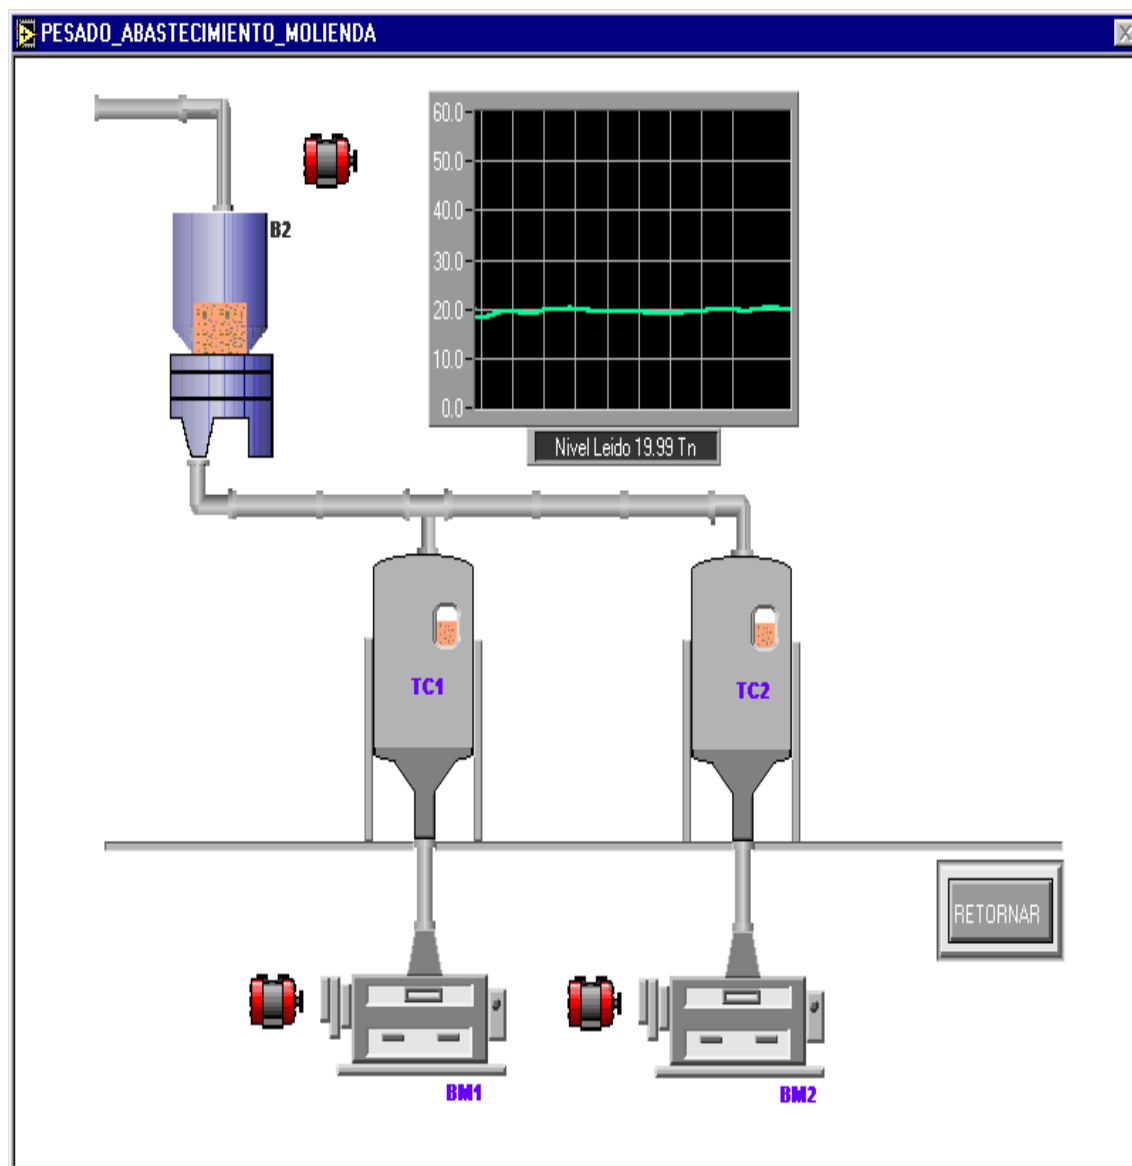 PESADO_ABASTECIMIENTO_MOLIENDA
B2
60.0
50.0
40.0
30.0
20.0
10.0
0.0
Nivel Leido 19.99 Tn
TC1
TC2
RETORNAR
BM1
BM2